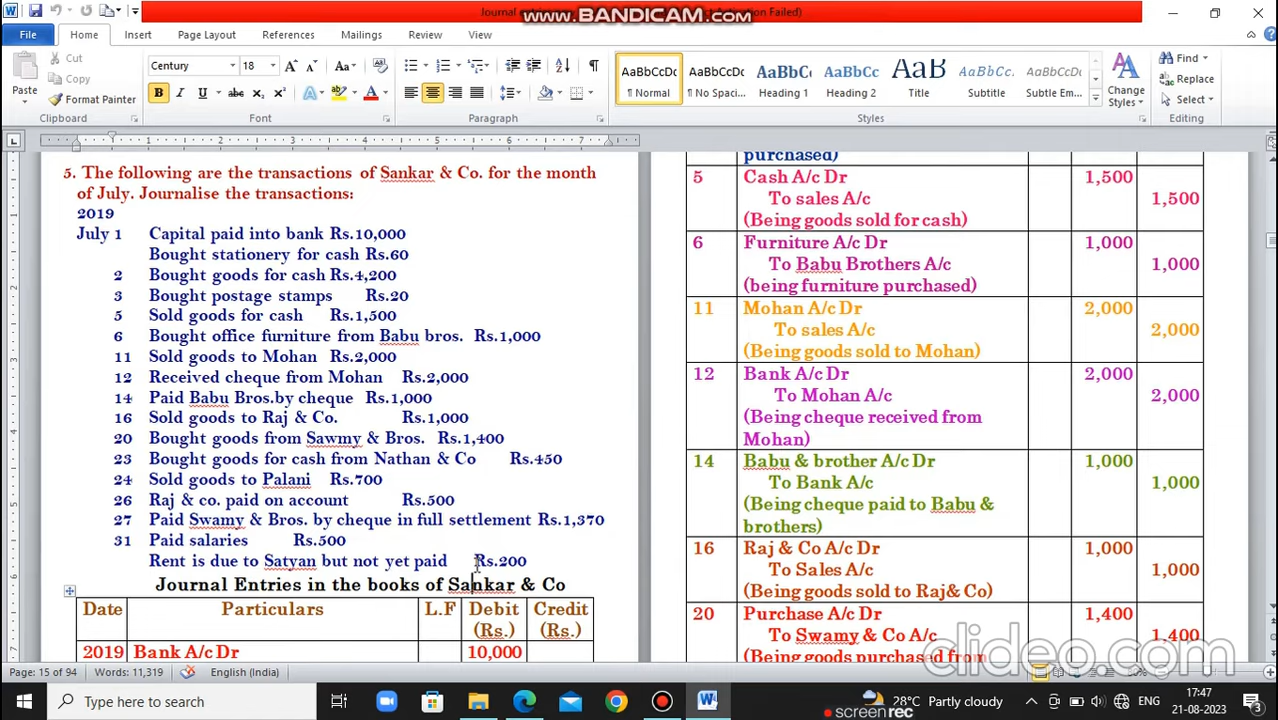 Journal entries
Activation Failed)
www.BANDICAM.com
File Home Insert Page Layout References Mailings Review View
Paste
Cut
Copy
Format Painter
Clipboard
Century 18
B I U abc x₂ x² A A
Font
Paragraph
AaBbCcDc AaBbCcDc AaBbC AaBbCc AaB AaBbCc. AaBbCcD
Normal No Spaci... Heading 1 Heading 2 Title Subtitle Subtle Em...
Styles
Change Styles
Find
Replace
Select
Editing
5. The following are the transactions of Sankar & Co. for the month
of July. Journalise the transactions:
2019
July 1 Capital paid into bank Rs.10,000
Bought stationery for cash Rs.60
2 Bought goods for cash Rs.4,200
3 Bought postage stamps Rs.20
5 Sold goods for cash Rs.1,500
6 Bought office furniture from Babu bros. Rs.1,000
11 Sold goods to Mohan Rs.2,000
12 Received cheque from Mohan Rs.2,000
14 Paid Babu Bros.by cheque Rs.1,000
16 Sold goods to Raj & Co. Rs.1,000
20 Bought goods from Sawmy & Bros. Rs.1,400
23 Bought goods for cash from Nathan & Co Rs.450
24 Sold goods to Palani Rs.700
26 Raj & co. paid on account Rs.500
27 Paid Swamy & Bros. by cheque in full settlement Rs.1,370
31 Paid salaries Rs.500
Rent is due to Satyan but not yet paid Rs.200
Journal Entries in the books of Sankar & Co
Date Particulars L.F Debit Credit
(Rs.) (Rs.)
2019 Bank A/c Dr 10,000
purchased)
5 Cash A/c Dr 1,500
To sales A/c 1,500
(Being goods sold for cash)
6 Furniture A/c Dr 1,000
To Babu Brothers A/c 1,000
(being furniture purchased)
11 Mohan A/c Dr 2,000
To sales A/c 2,000
(Being goods sold to Mohan)
12 Bank A/c Dr 2,000
To Mohan A/c 2,000
(Being cheque received from
Mohan)
14 Babu & brother A/c Dr 1,000
To Bank A/c 1,000
(Being cheque paid to Babu &
brothers)
16 Raj & Co A/c Dr 1,000
To Sales A/c 1,000
(Being goods sold to Raj& Co)
20 Purchase A/c Dr 1,400
To Swamy & Co A/c 1,400
(Being goods purchased from
clideo.com
Page: 15 of 94 Words: 11,319 English (India)
Type here to search
28°C Partly cloudy
ENG
17:47
21-08-2023
screenrec